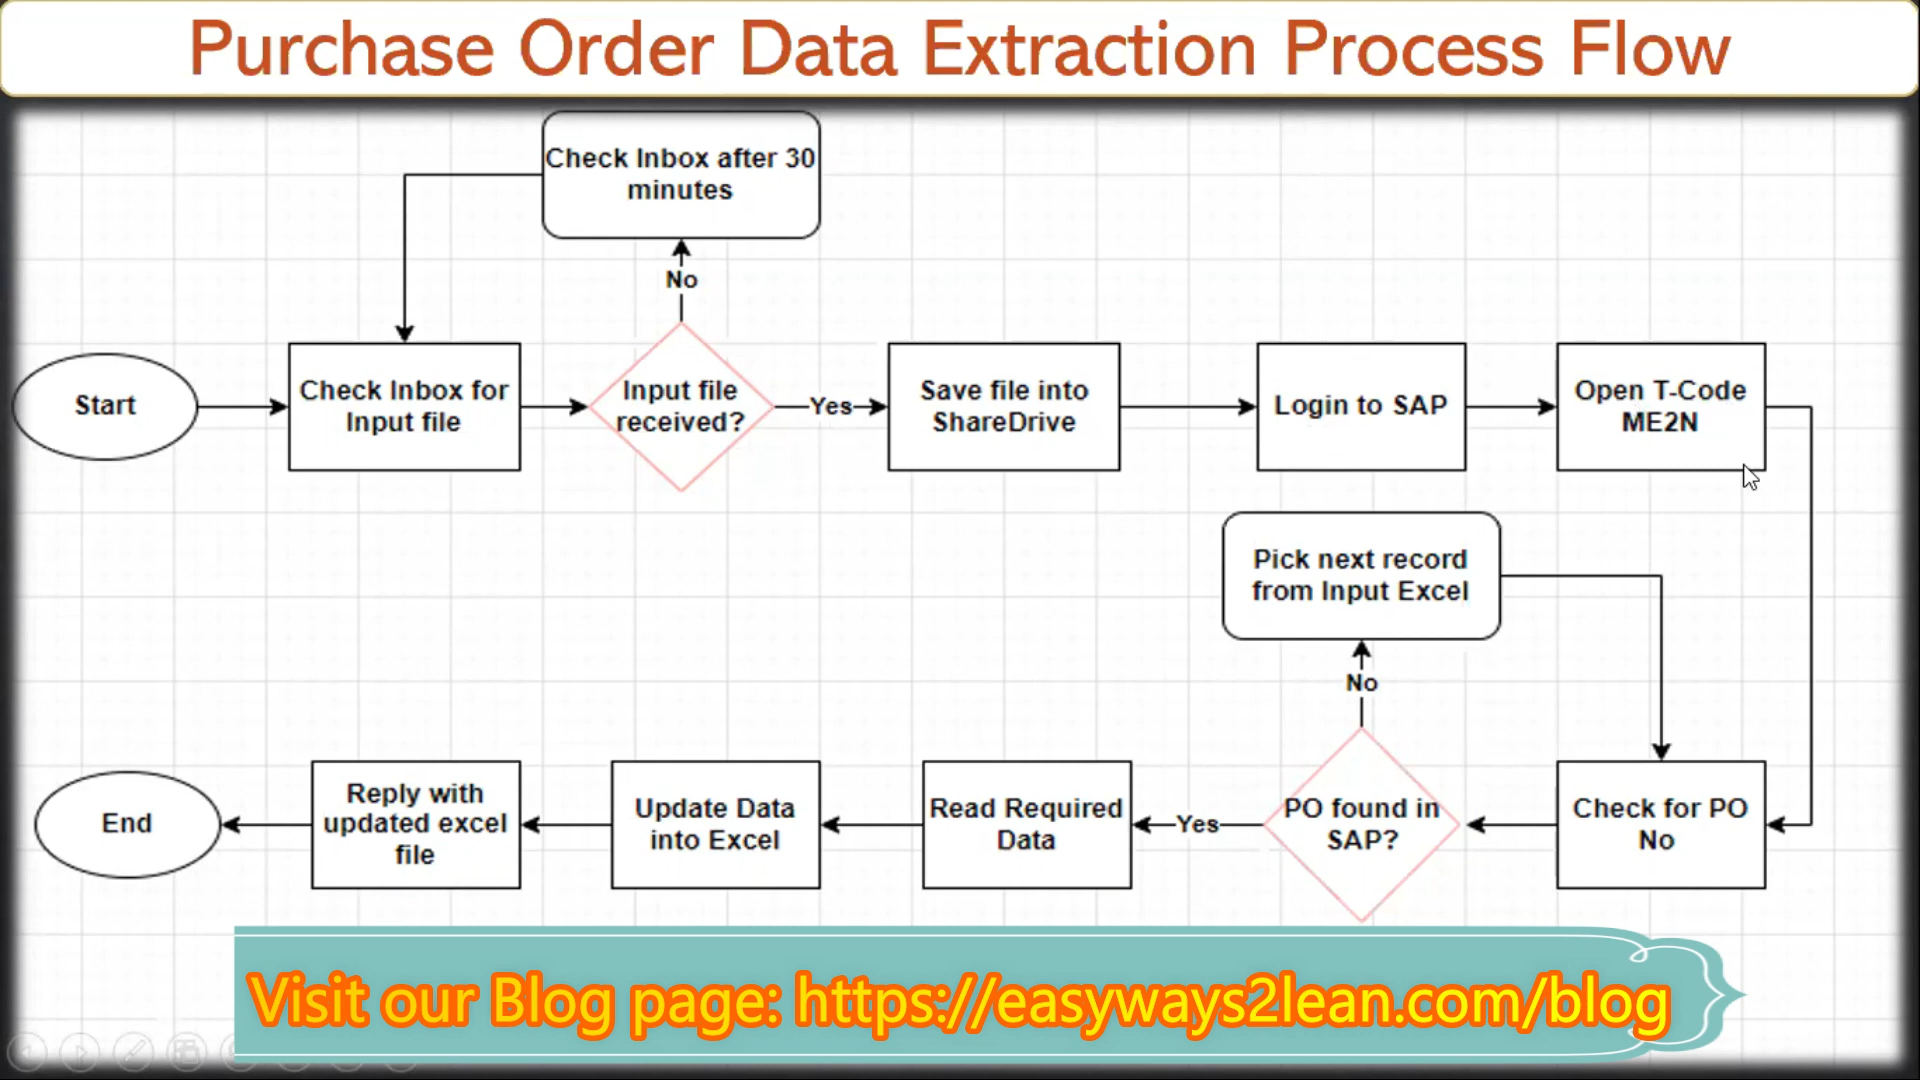 Purchase Order Data Extraction Process Flow
Check Inbox after 30
minutes
No
Start
Check Inbox for
Input file
Input file
received?
Yes
Save file into
ShareDrive
Login to SAP
Open T-Code
ME2N
Pick next record
from Input Excel
No
End
Reply with
updated excel
file
Update Data
into Excel
Read Required
Data
Yes
PO found in
SAP?
Check for PO
No
Visit our Blog page: https://easyways2lean.com/blog